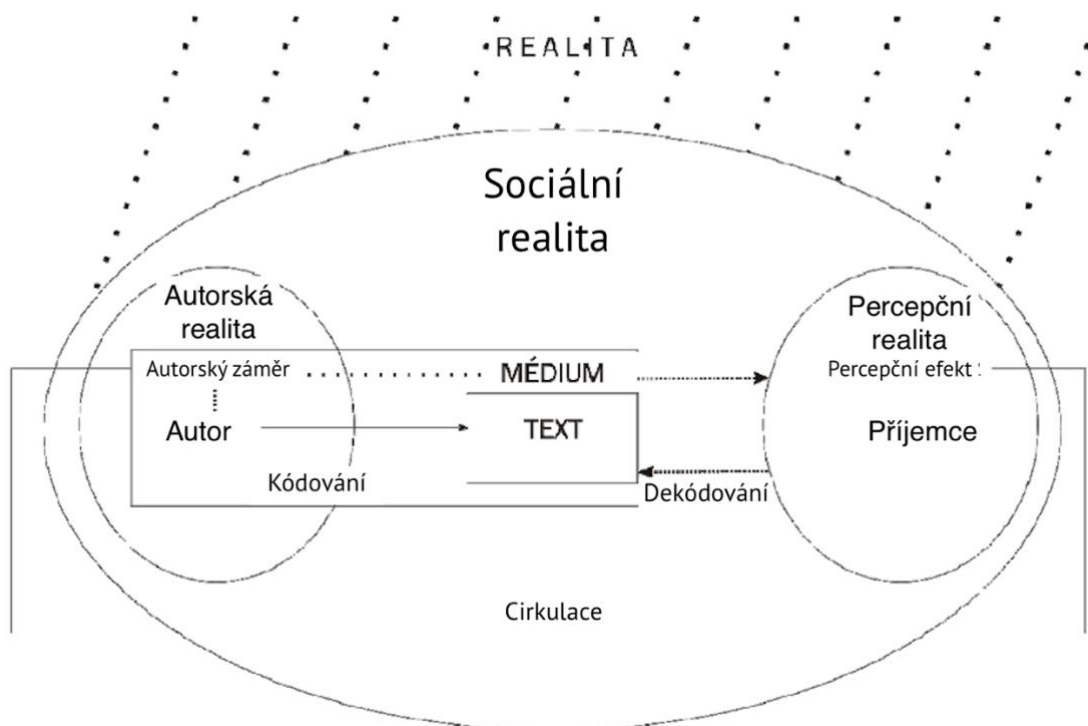 REALITA
Sociální
realita
Autorská
realita
Percepční
realita
Autorský záměr
MÉDIUM
Percepční efekt
Autor
TEXT
Příjemce
Kódování
Dekódování
Cirkulace